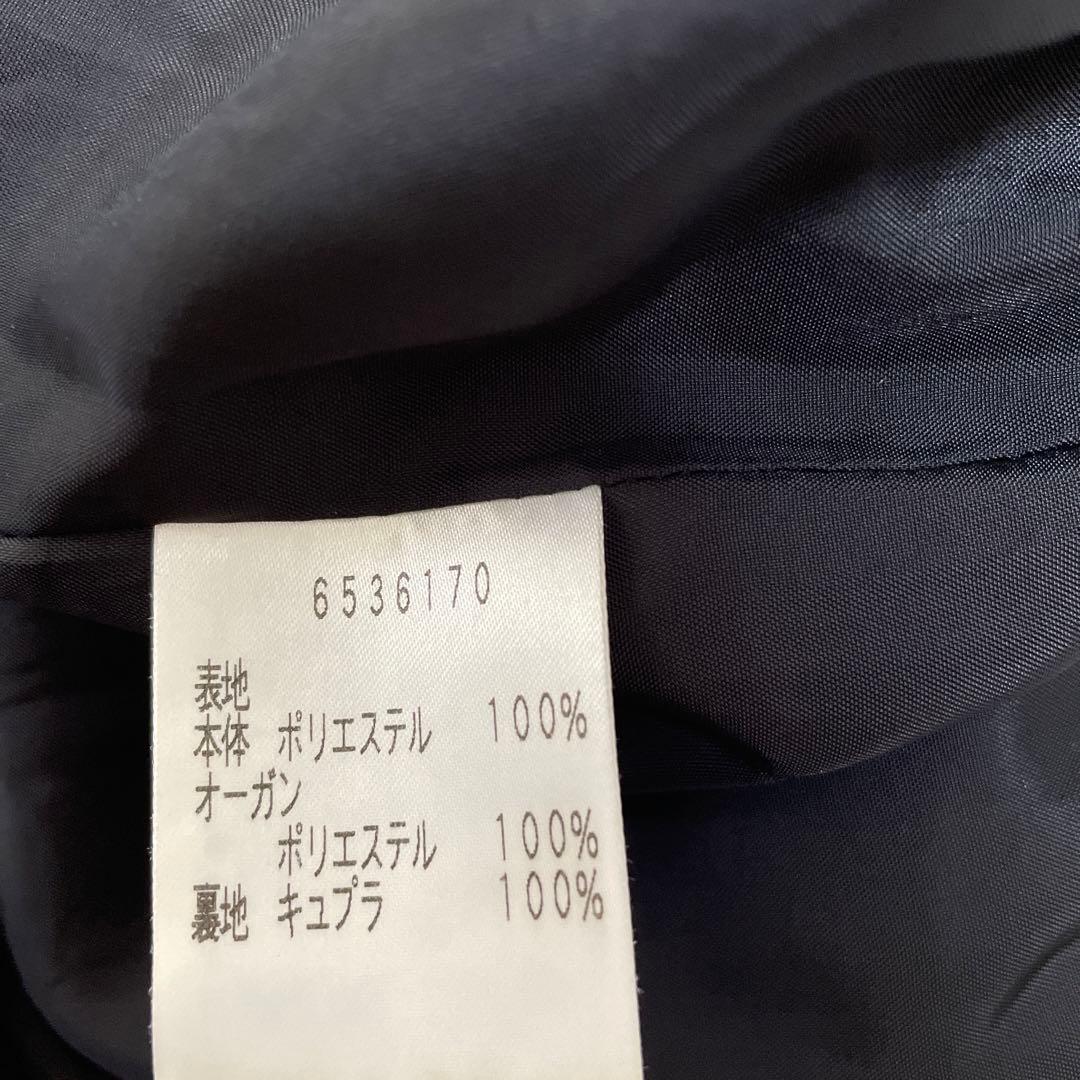 6536170
表地
本体 ポリエステル 100%
オーガン
ポリエステル 100%
裏地 キュプラ 100%